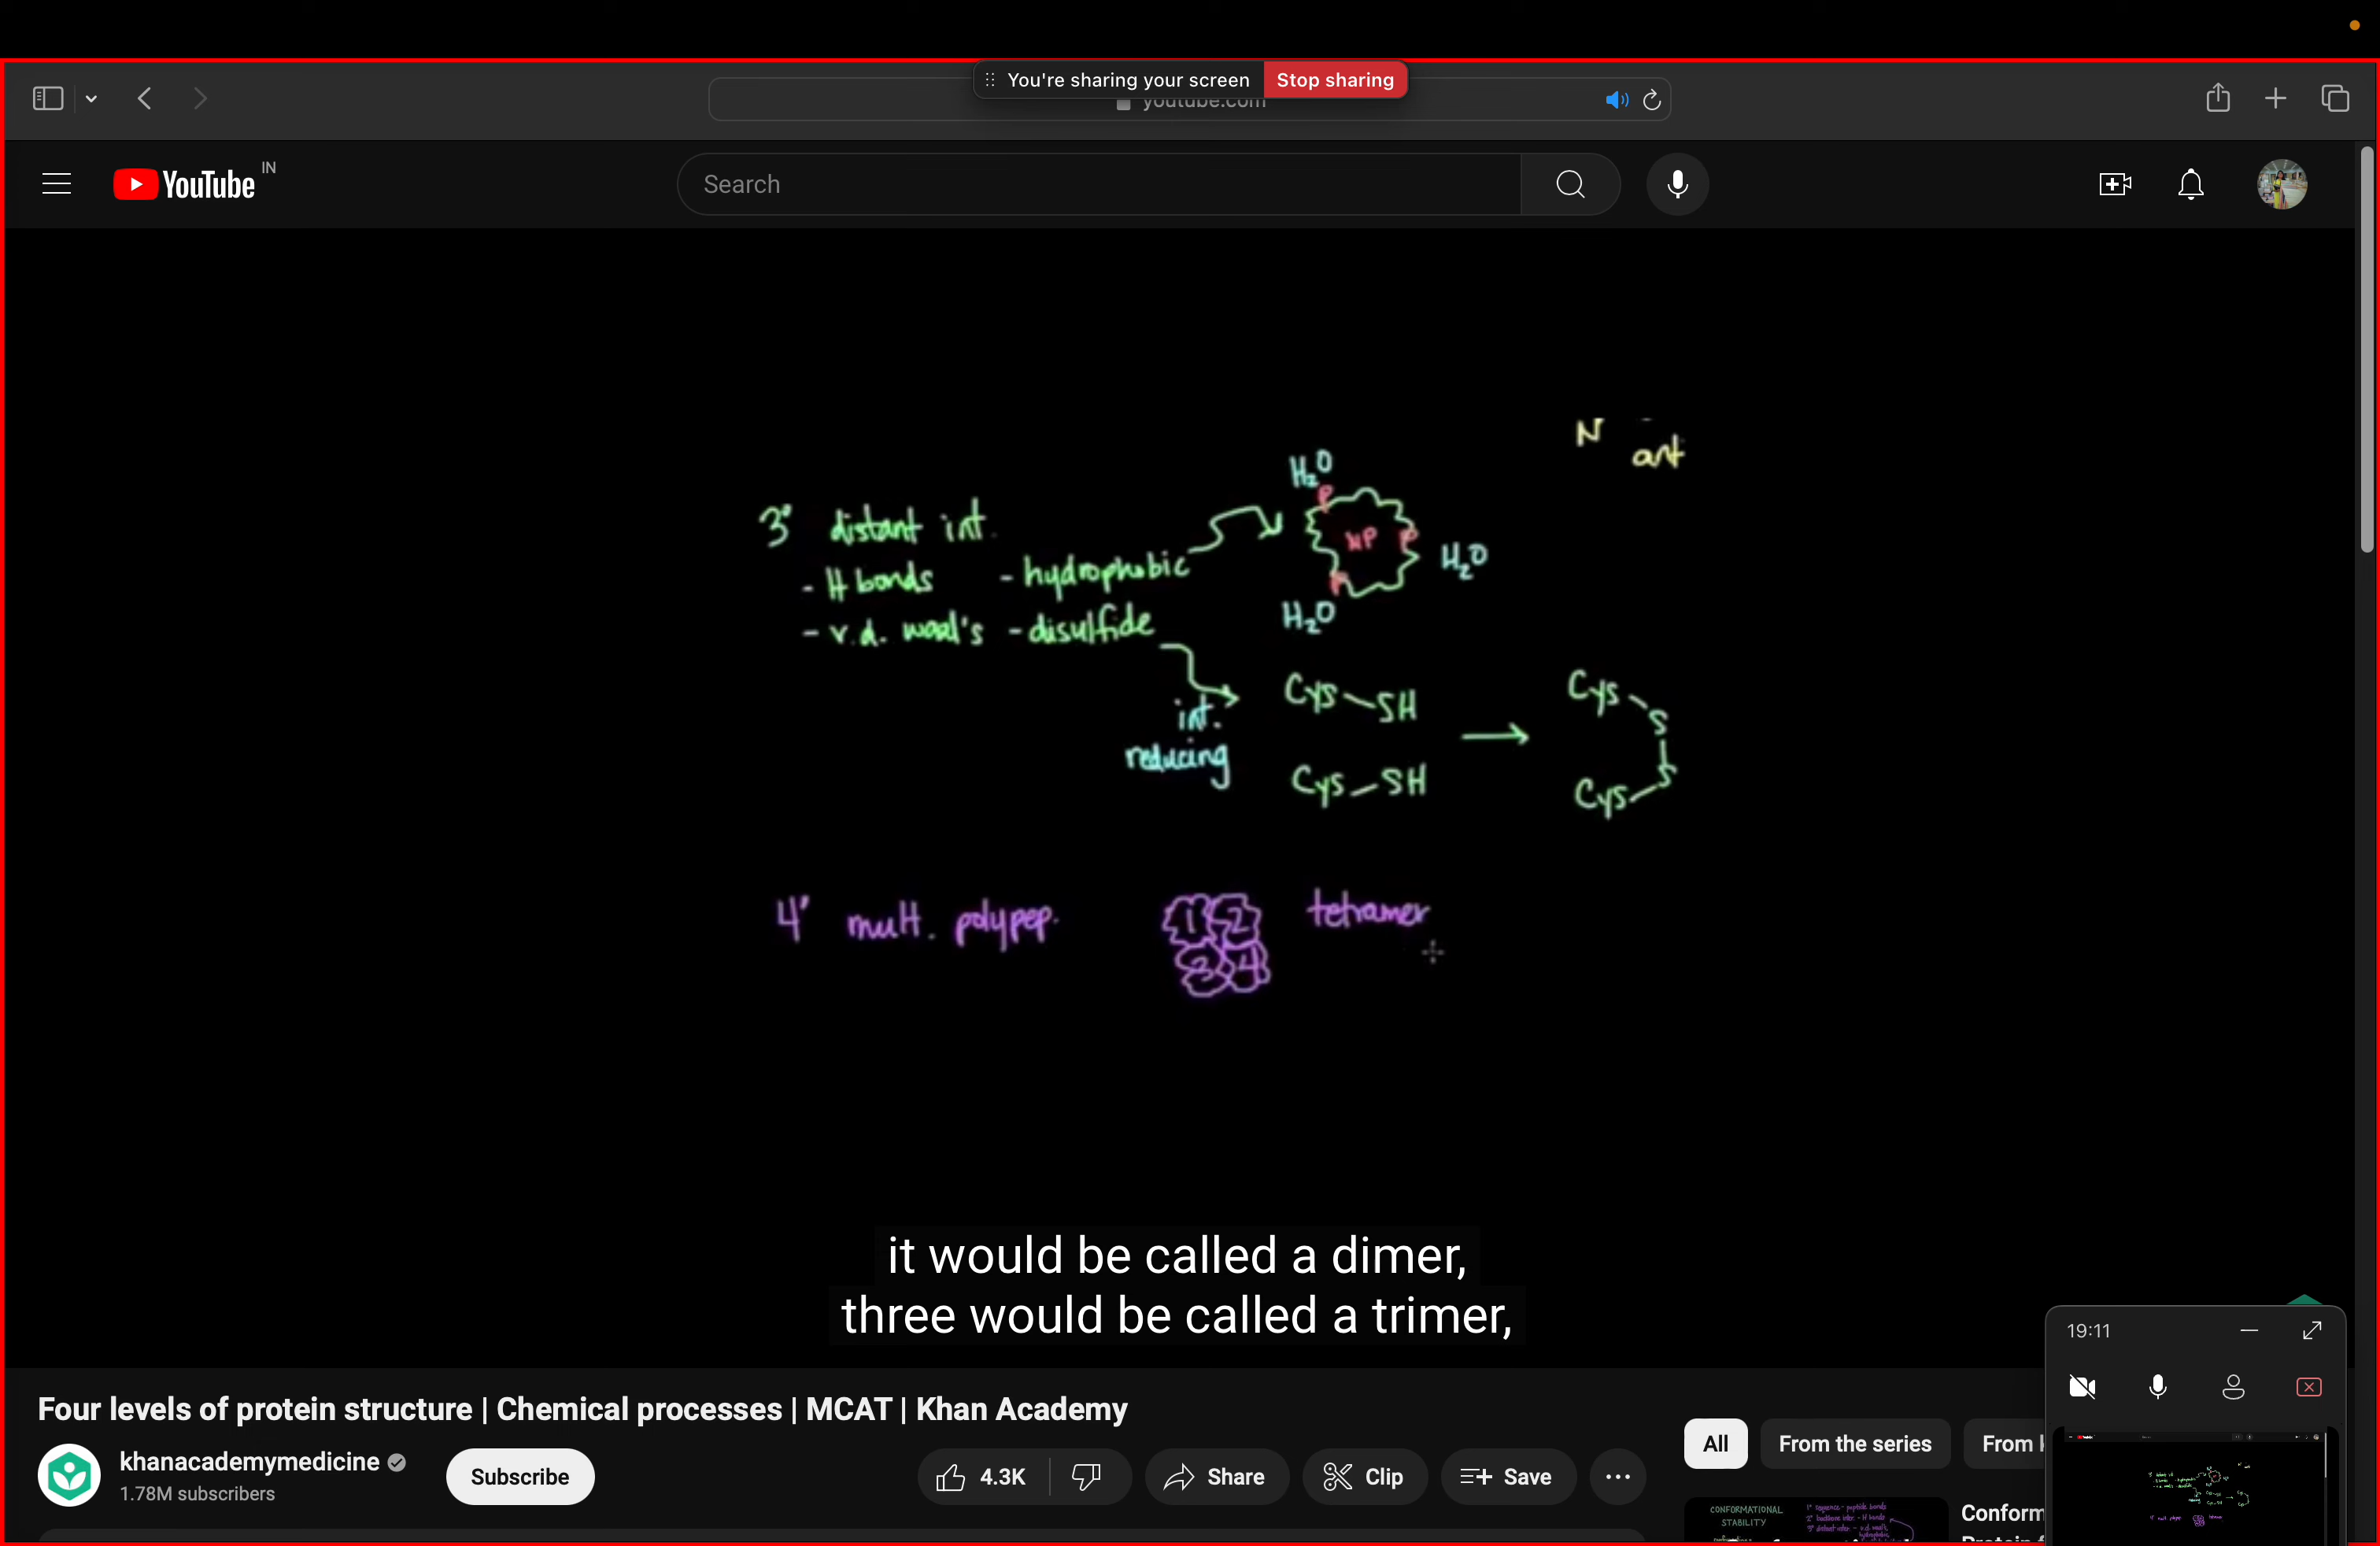 You're sharing your screen Stop sharing
youtube.com
YouTube IN
Search
N ant
H₂O
3° distant int.
P
NP P
- H bonds - hydrophobic
H₂O
- v.d. waal's - disulfide
H₂O
Cys-SH Cys-S
int.
reducing
Cys-SH Cys-S
4° mult. polypep. 1 2 tetramer
3 4
it would be called a dimer,
three would be called a trimer,
19:11
Four levels of protein structure | Chemical processes | MCAT | Khan Academy
khanacademymedicine
1.78M subscribers
Subscribe
4.3K Share Clip Save
All From the series From
CONFORMATIONAL
STABILITY
Conform